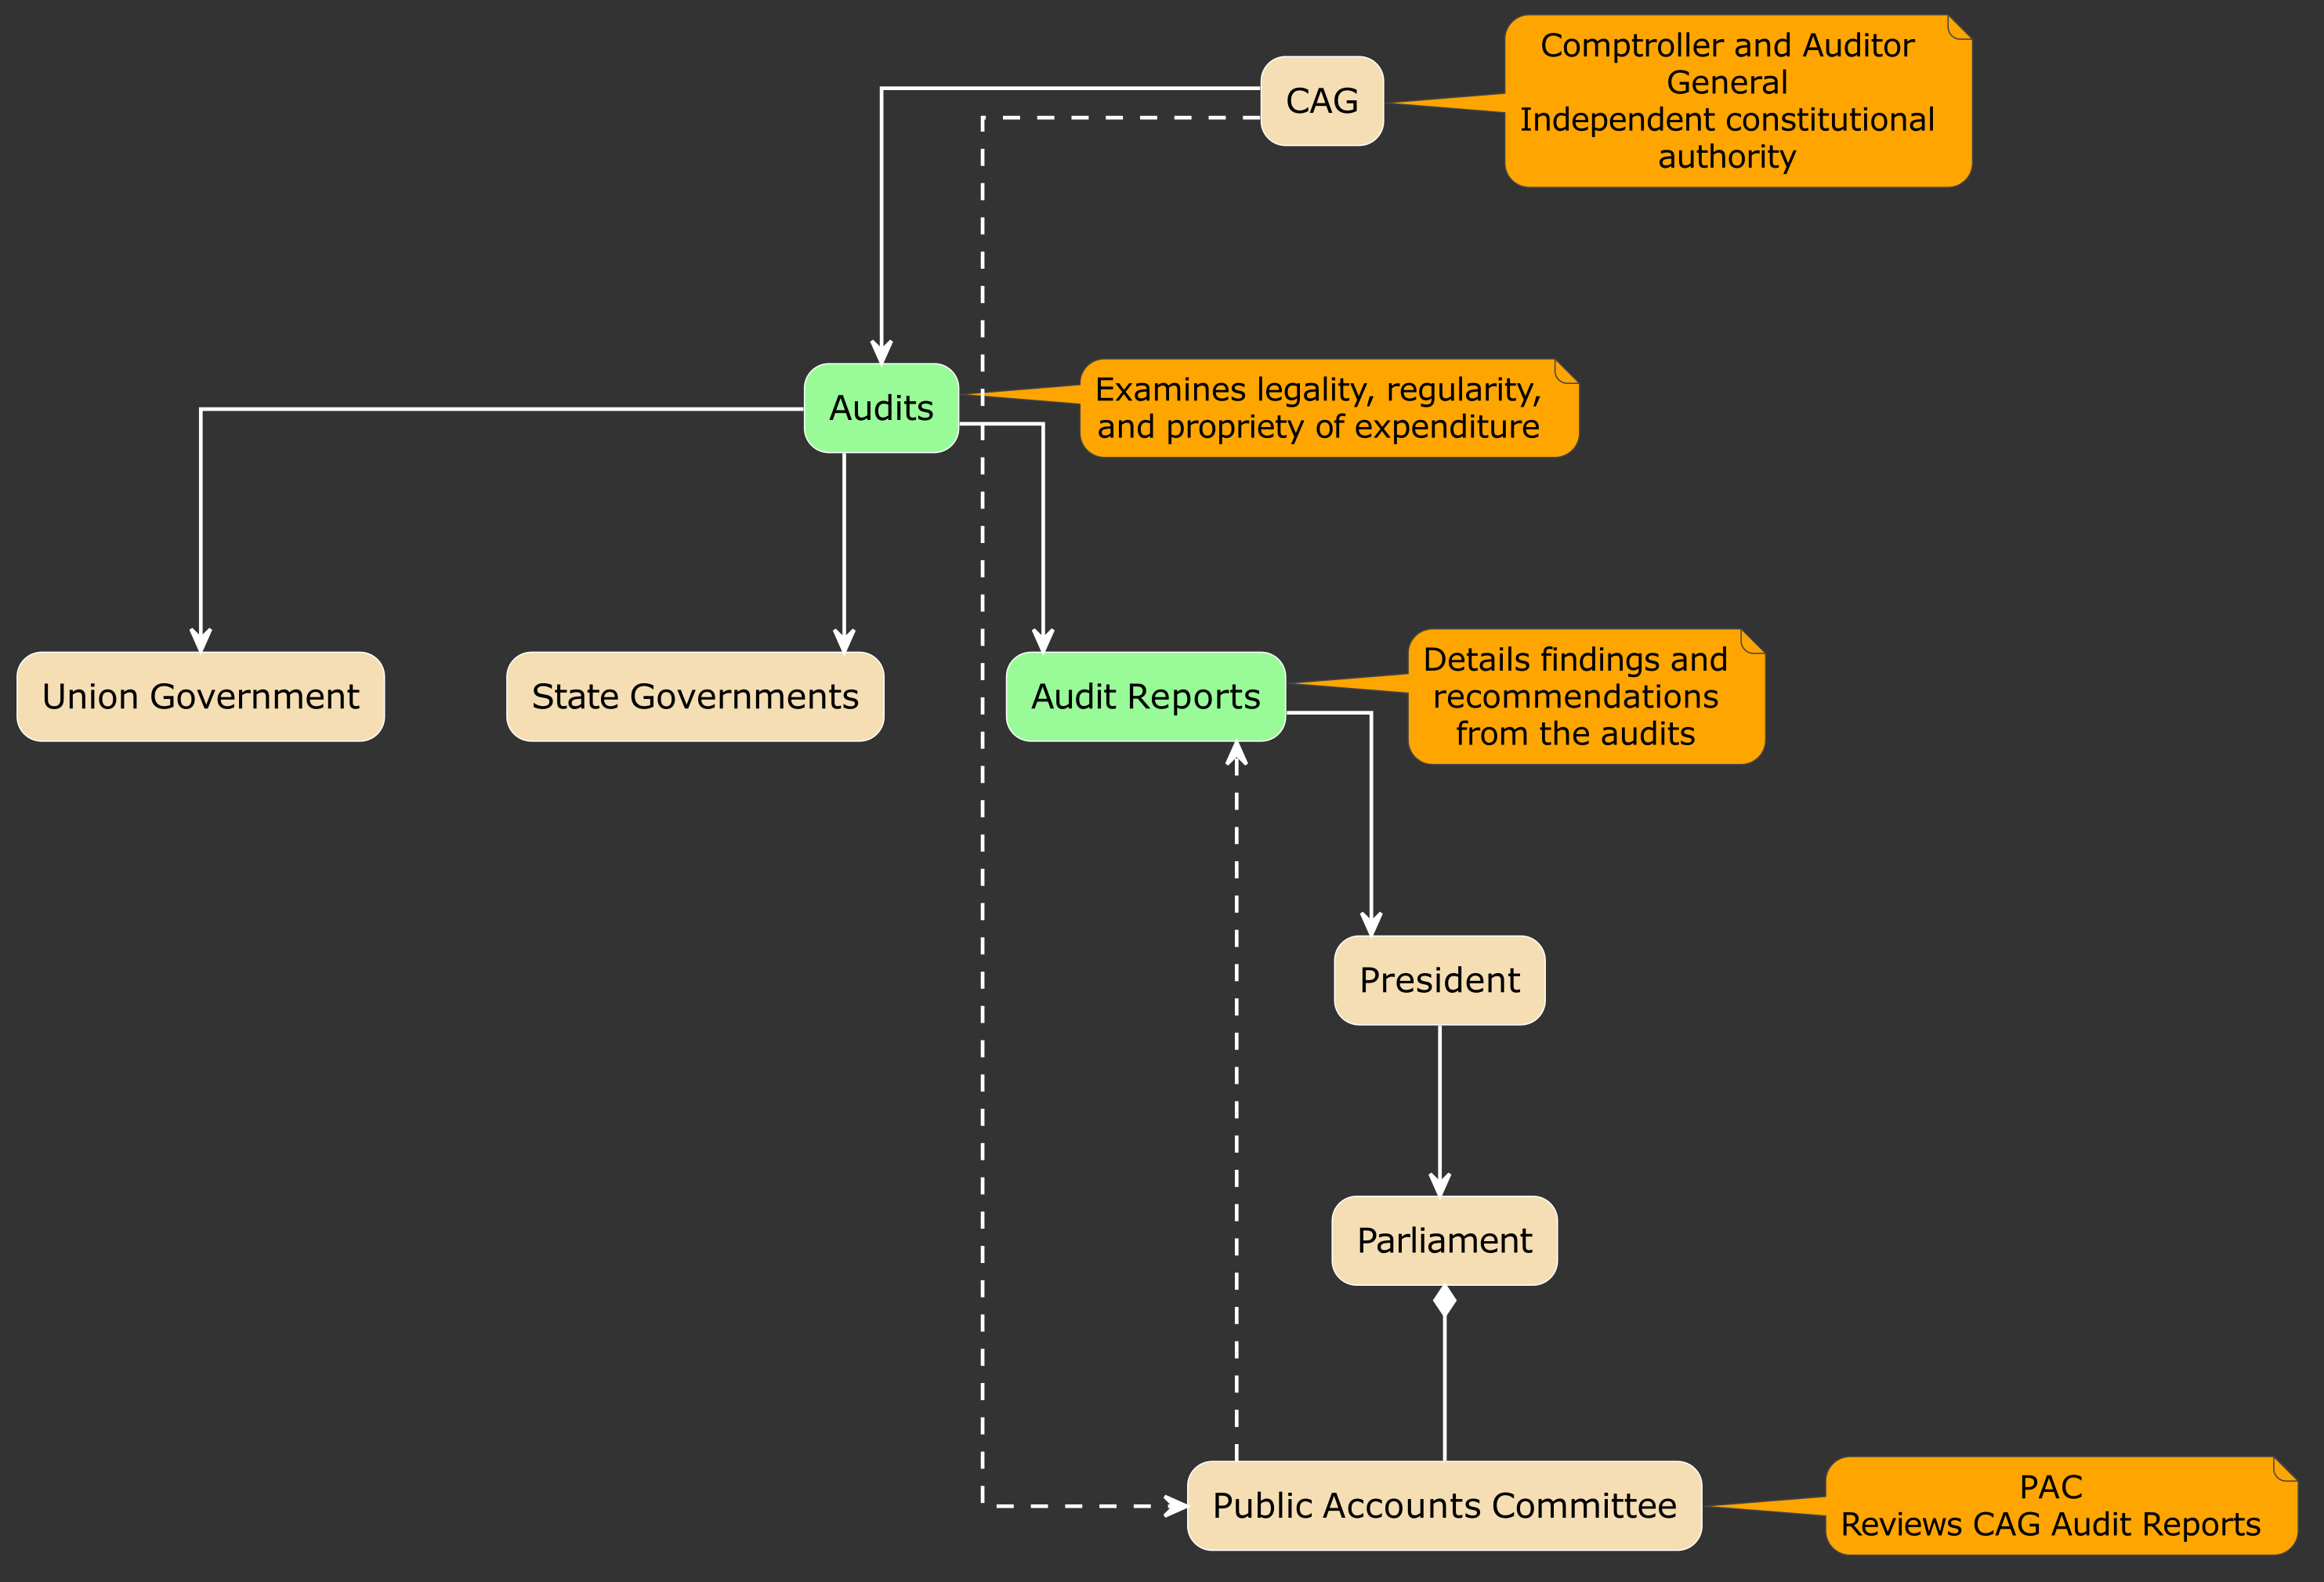 CAG
Comptroller and Auditor
General
Independent constitutional
authority
Audits
Examines legality, regularity,
and propriety of expenditure
Union Government
State Governments
Audit Reports
Details findings and
recommendations
from the audits
President
Parliament
Public Accounts Committee
PAC
Reviews CAG Audit Reports